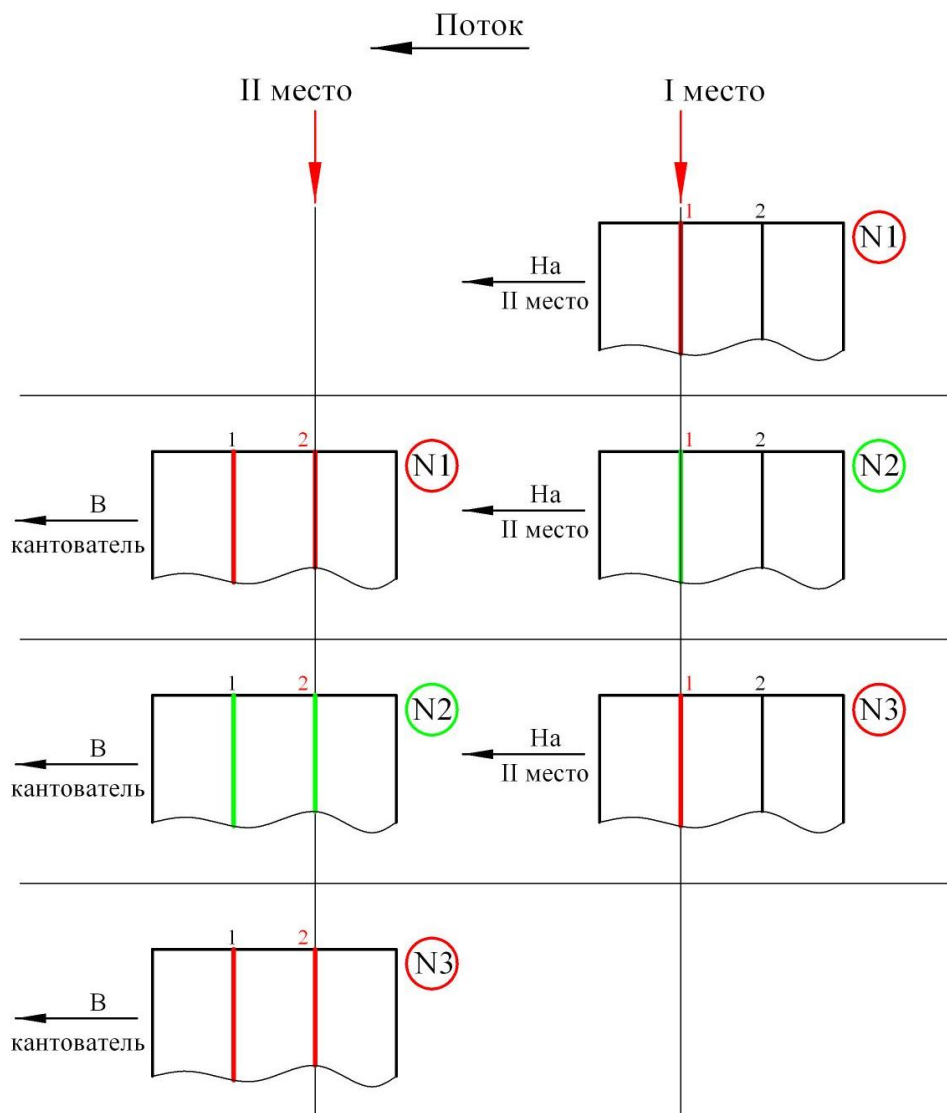 Поток
II место
I место
1
2
N1
На
II место
1
2
N1
1
2
N2
В
кантователь
На
II место
1
2
N2
1
2
N3
В
кантователь
На
II место
1
2
N3
В
кантователь